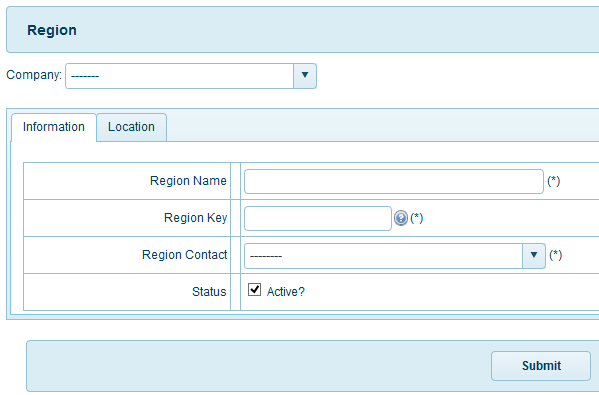 Region
Company: -------
Information Location
Region Name (*)
Region Key ? (*)
Region Contact -------- (*)
Status Active?
Submit